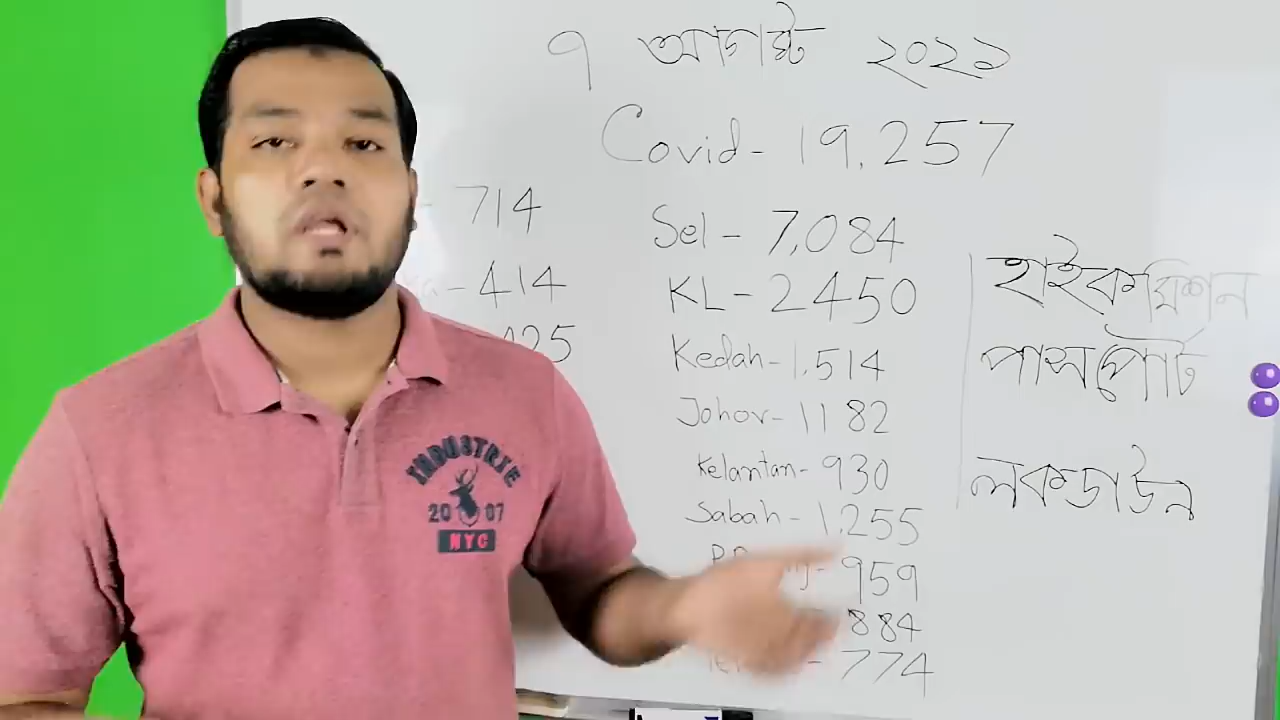 ৭ আগষ্ট ২০২১
Covid - 19,257
- 714
- 414
425
Sel - 7,084
KL - 2450
Kedah - 1,514
Johor - 1182
Kelantan - 930
Sabah - 1,255
- 959
884
- 774
হাইকমিশন
পাসপোর্ট
লকডাউন
INDUSTRIE
2007
NYC